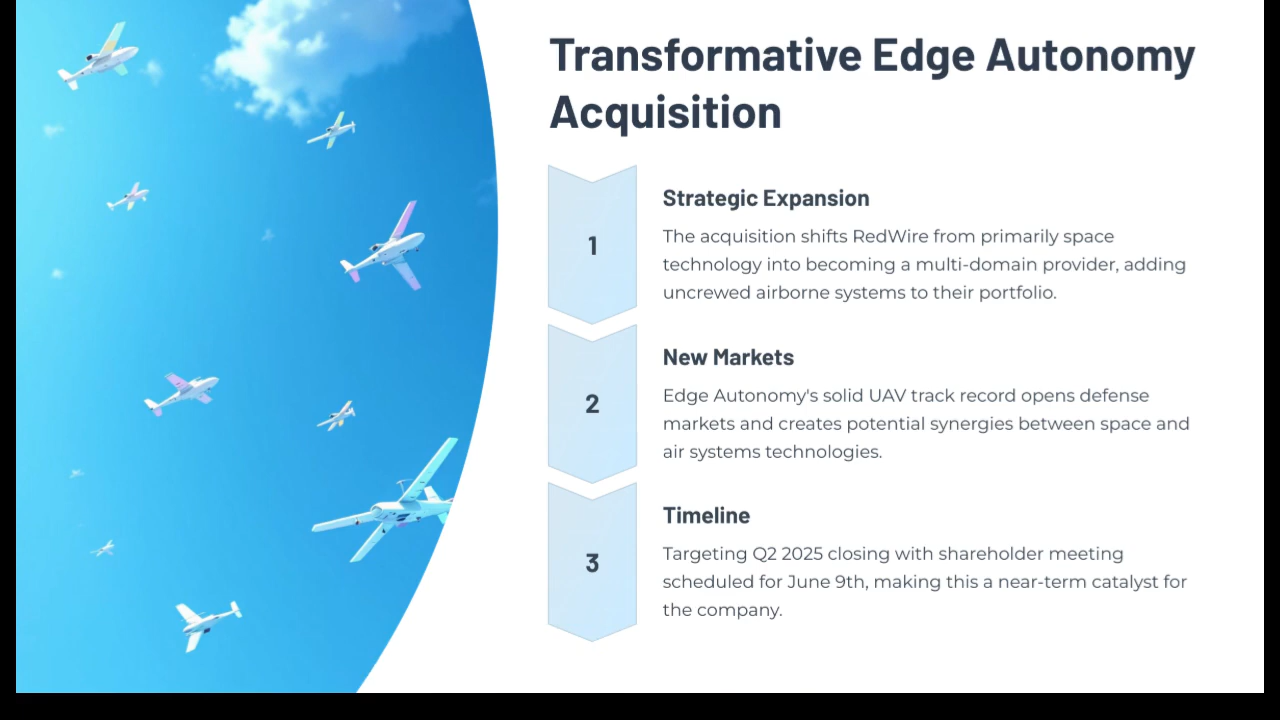 Transformative Edge Autonomy
Acquisition
1
Strategic Expansion
The acquisition shifts RedWire from primarily space
technology into becoming a multi-domain provider, adding
uncrewed airborne systems to their portfolio.
2
New Markets
Edge Autonomy's solid UAV track record opens defense
markets and creates potential synergies between space and
air systems technologies.
3
Timeline
Targeting Q2 2025 closing with shareholder meeting
scheduled for June 9th, making this a near-term catalyst for
the company.